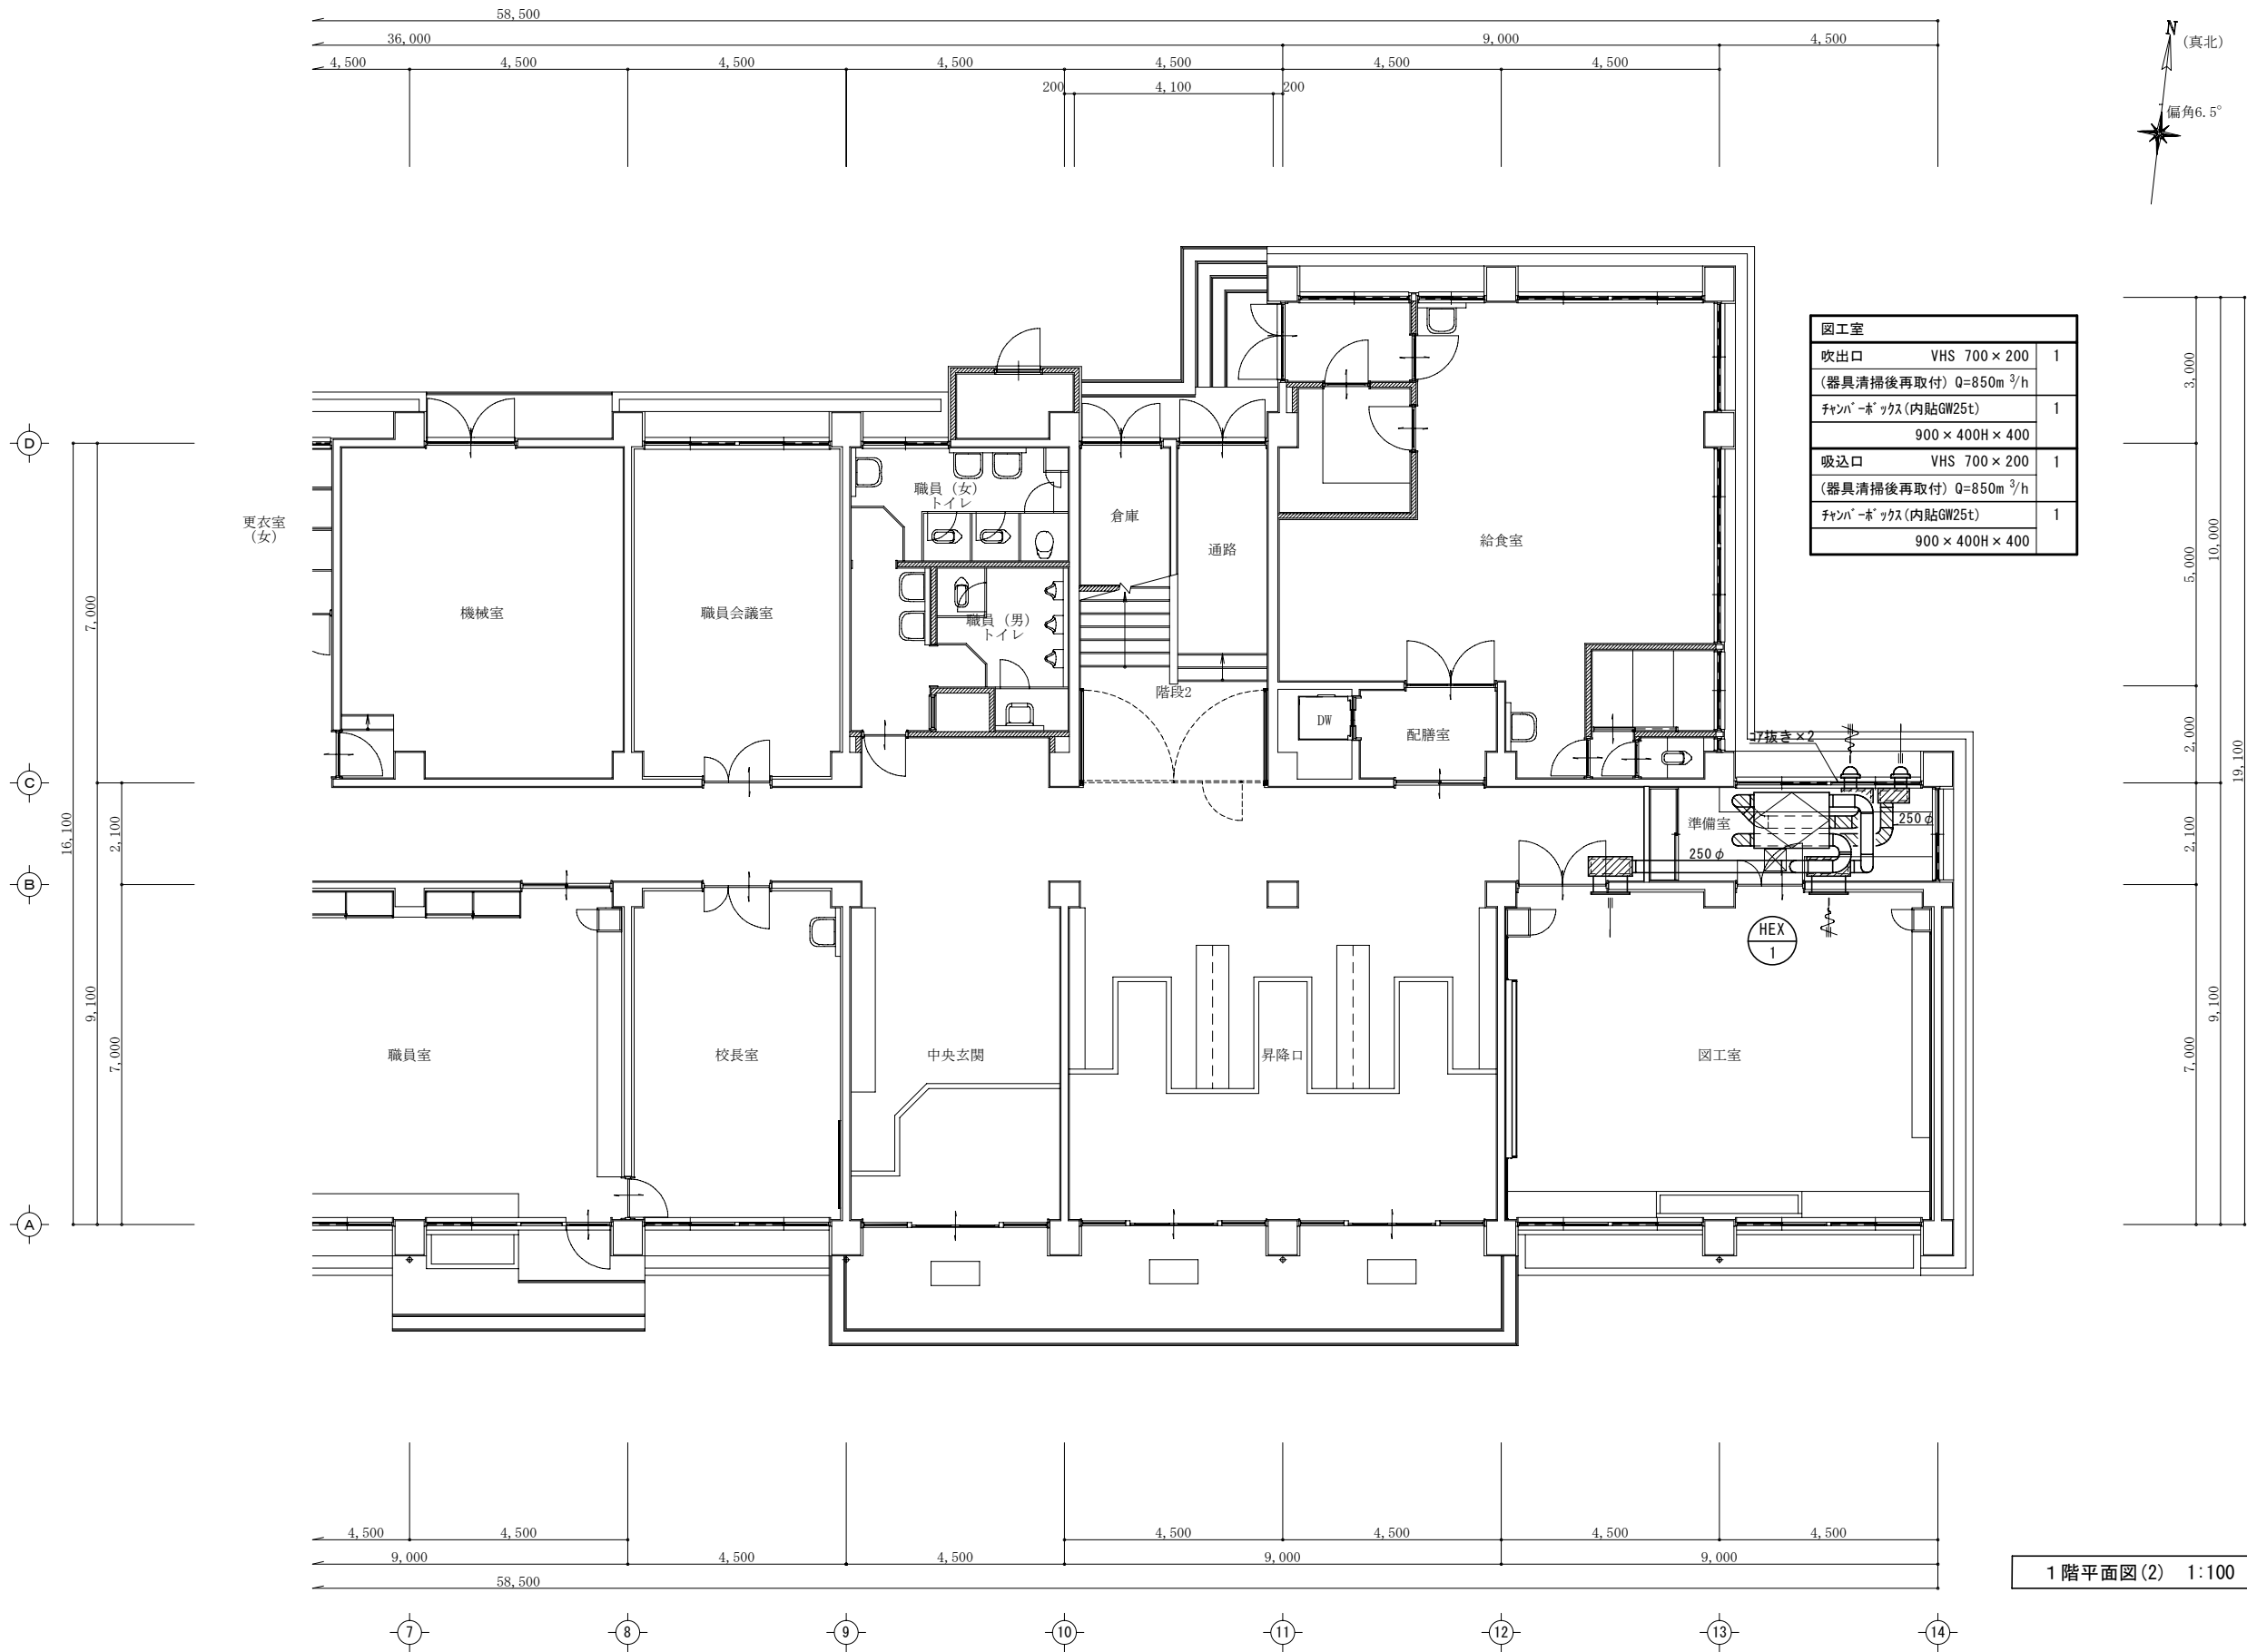 58,500
36,000 9,000 4,500
4,500 4,500 4,500 4,500 4,500 4,500 4,500
200 4,100 200
N
(真北)
偏角6.5°
図工室
吹出口 VHS 700×200 1
(器具清掃後再取付) Q=850m³/h
チャンバーボックス(内貼GW25t) 1
900×400H×400
吸込口 VHS 700×200 1
(器具清掃後再取付) Q=850m³/h
チャンバーボックス(内貼GW25t) 1
900×400H×400
D
C
B
A
16,100
7,000
9,100
2,100
7,000
3,000
5,000
2,000
2,100
7,000
10,000
9,100
19,100
更衣室
(女)
機械室
職員会議室
職員(女)
トイレ
職員(男)
トイレ
倉庫
通路
階段2
給食室
DW
配膳室
コア抜き×2
準備室
250φ
250φ
HEX
1
職員室
校長室
中央玄関
昇降口
図工室
4,500 4,500 4,500 4,500 4,500 4,500
9,000 4,500 4,500 9,000 9,000
58,500
1階平面図(2) 1:100
7 8 9 10 11 12 13 14